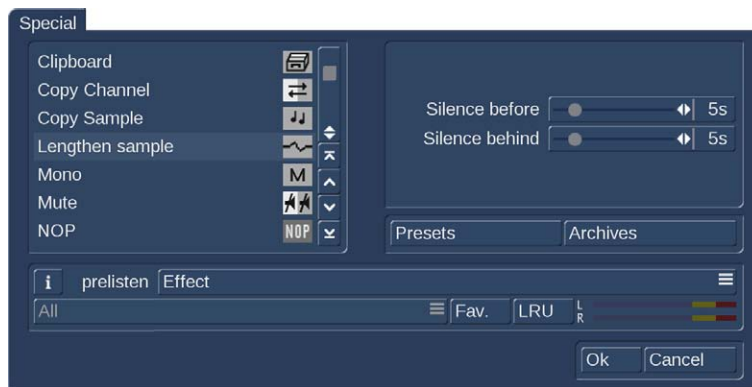 Special
Clipboard
Copy Channel
Copy Sample
Lengthen sample
Mono M
Mute
NOP NOP
Silence before 5s
Silence behind 5s
Presets Archives
i prelisten Effect
All Fav. LRU L
R
Ok Cancel